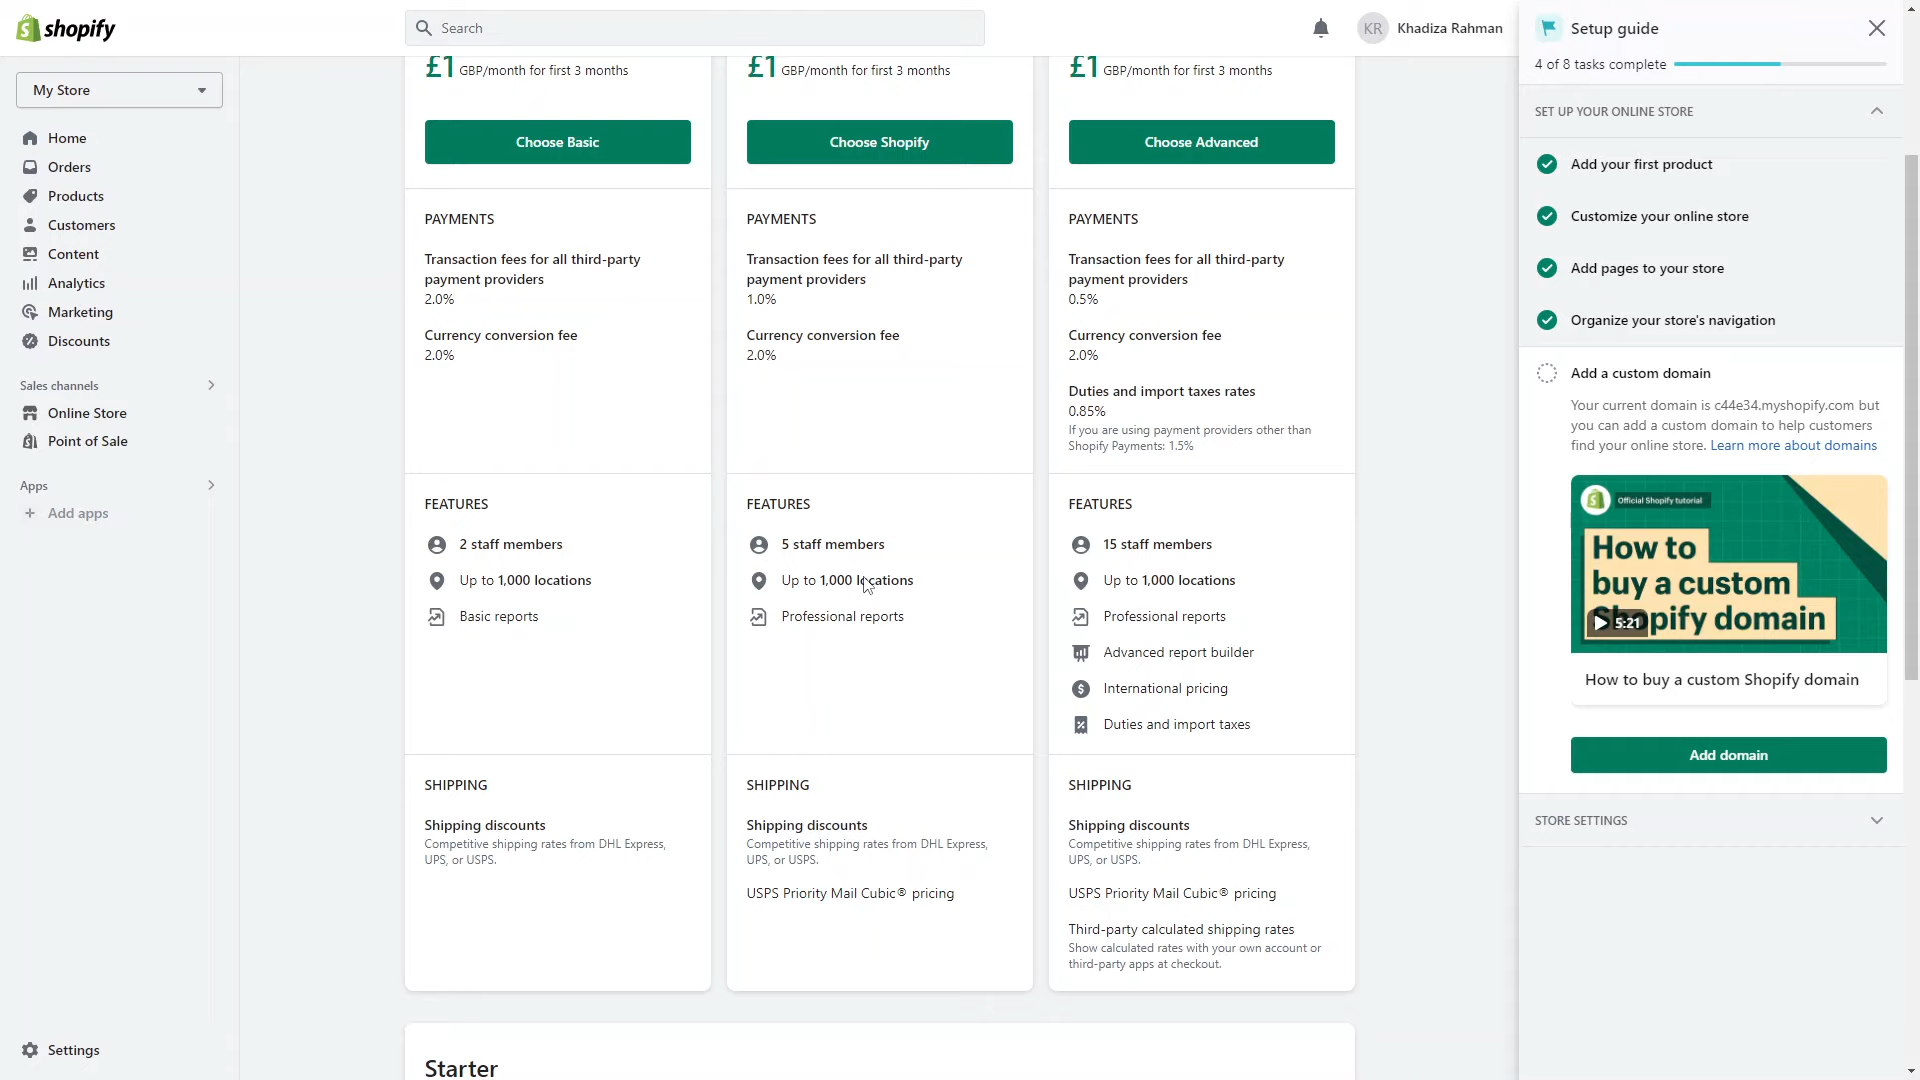 shopify
Search
KR
Khadiza Rahman
My Store
Home
Orders
Products
Customers
Content
Analytics
Marketing
Discounts
Sales channels
Online Store
Point of Sale
Apps
Add apps
Settings
£1 GBP/month for first 3 months
Choose Basic
PAYMENTS
Transaction fees for all third-party
payment providers
2.0%
Currency conversion fee
2.0%
FEATURES
2 staff members
Up to 1,000 locations
Basic reports
SHIPPING
Shipping discounts
Competitive shipping rates from DHL Express,
UPS, or USPS.
£1 GBP/month for first 3 months
Choose Shopify
PAYMENTS
Transaction fees for all third-party
payment providers
1.0%
Currency conversion fee
2.0%
FEATURES
5 staff members
Up to 1,000 locations
Professional reports
SHIPPING
Shipping discounts
Competitive shipping rates from DHL Express,
UPS, or USPS.
USPS Priority Mail Cubic® pricing
£1 GBP/month for first 3 months
Choose Advanced
PAYMENTS
Transaction fees for all third-party
payment providers
0.5%
Currency conversion fee
2.0%
Duties and import taxes rates
0.85%
If you are using payment providers other than
Shopify Payments: 1.5%
FEATURES
15 staff members
Up to 1,000 locations
Professional reports
Advanced report builder
International pricing
Duties and import taxes
SHIPPING
Shipping discounts
Competitive shipping rates from DHL Express,
UPS, or USPS.
USPS Priority Mail Cubic® pricing
Third-party calculated shipping rates
Show calculated rates with your own account or
third-party apps at checkout.
Starter
Setup guide
4 of 8 tasks complete
SET UP YOUR ONLINE STORE
Add your first product
Customize your online store
Add pages to your store
Organize your store's navigation
Add a custom domain
Your current domain is c44e34.myshopify.com but
you can add a custom domain to help customers
find your online store. Learn more about domains
Official Shopify tutorial
How to
buy a custom
Shopify domain
5:21
How to buy a custom Shopify domain
Add domain
STORE SETTINGS